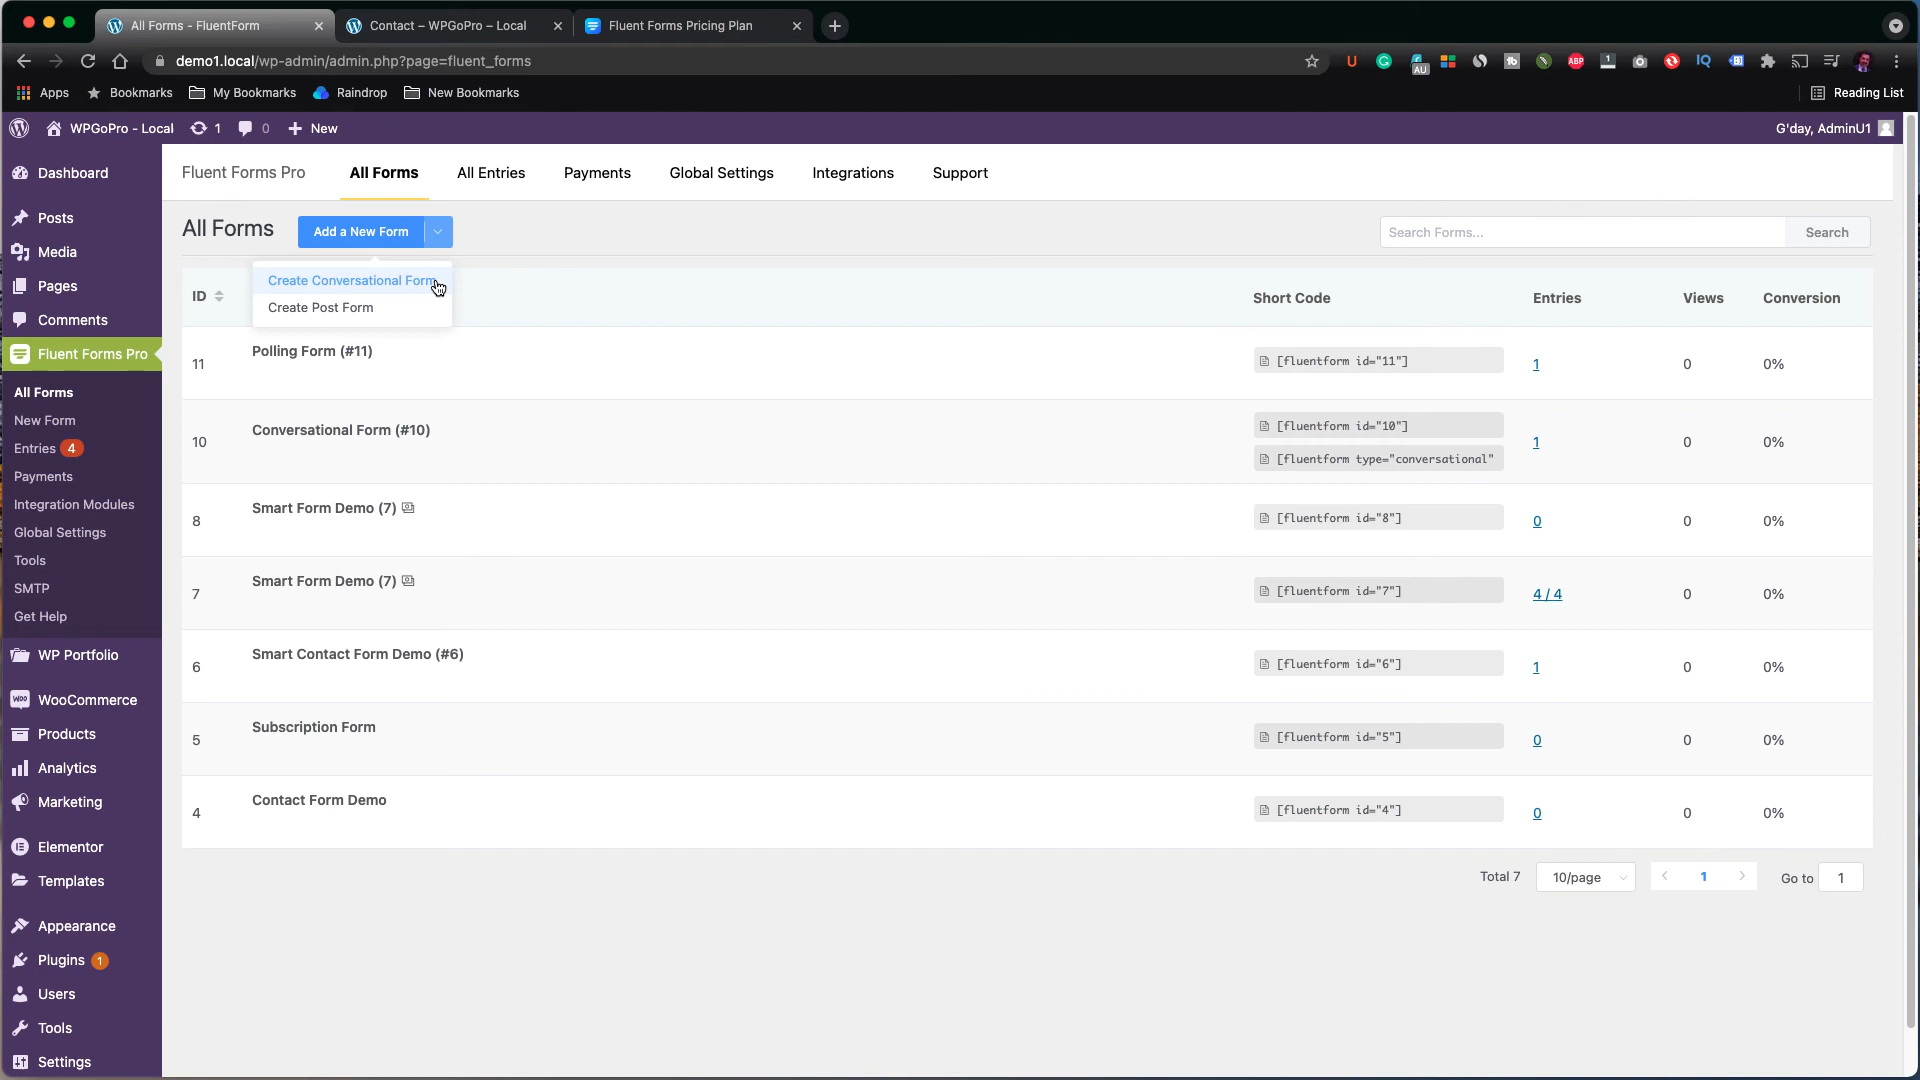 All Forms - FluentForm
Contact – WPGoPro – Local
Fluent Forms Pricing Plan
demo1.local/wp-admin/admin.php?page=fluent_forms
Apps
Bookmarks
My Bookmarks
Raindrop
New Bookmarks
Reading List
WPGoPro - Local
1
0
New
G'day, AdminU1
Fluent Forms Pro
All Forms
All Entries
Payments
Global Settings
Integrations
Support
Dashboard
Posts
Media
Pages
Comments
Fluent Forms Pro
All Forms
New Form
Entries 4
Payments
Integration Modules
Global Settings
Tools
SMTP
Get Help
WP Portfolio
WooCommerce
Products
Analytics
Marketing
Elementor
Templates
Appearance
Plugins 1
Users
Tools
Settings
All Forms
Add a New Form
Search Forms...
Search
Create Conversational Form
Create Post Form
ID
Short Code
Entries
Views
Conversion
11
Polling Form (#11)
[fluentform id="11"]
1
0
0%
10
Conversational Form (#10)
[fluentform id="10"]
[fluentform type="conversational"
1
0
0%
8
Smart Form Demo (7)
[fluentform id="8"]
0
0
0%
7
Smart Form Demo (7)
[fluentform id="7"]
4 / 4
0
0%
6
Smart Contact Form Demo (#6)
[fluentform id="6"]
1
0
0%
5
Subscription Form
[fluentform id="5"]
0
0
0%
4
Contact Form Demo
[fluentform id="4"]
0
0
0%
Total 7
10/page
1
Go to
1